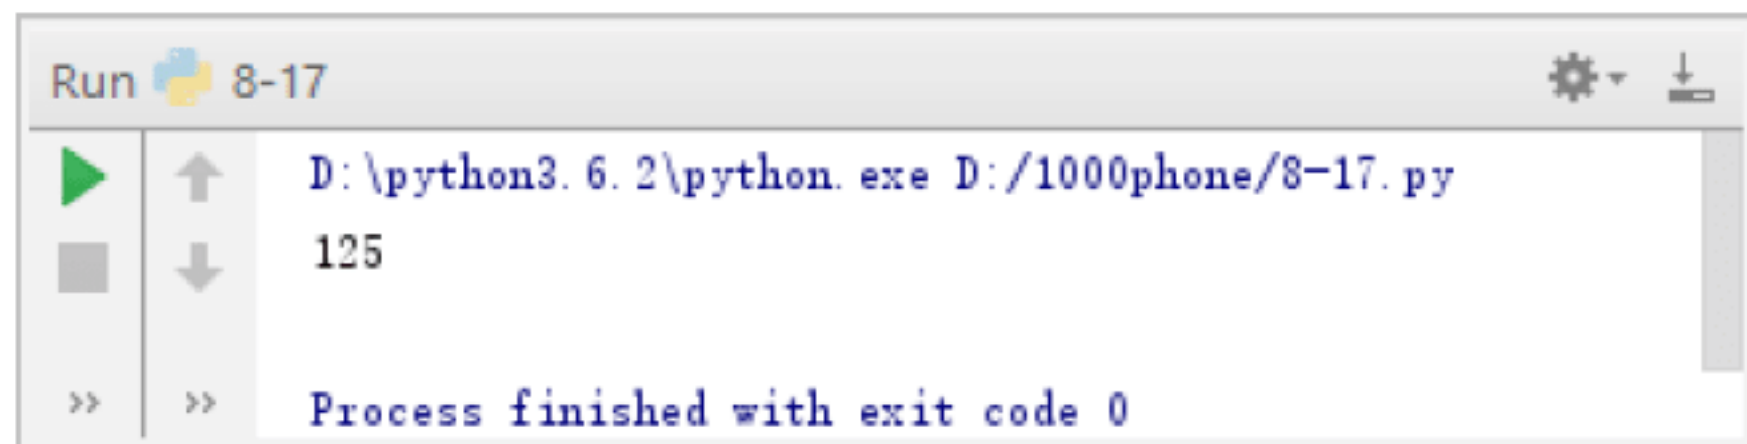 Run 8-17
D:\python3.6.2\python.exe D:/1000phone/8-17.py
125
Process finished with exit code 0